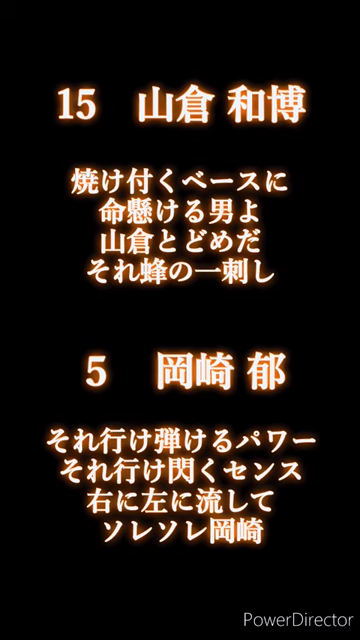 15 山倉 和博
焼け付くベースに
命懸ける男よ
山倉とどめだ
それ蜂の一刺し
5 岡崎 郁
それ行け弾けるパワー
それ行け閃くセンス
右に左に流して
ソレソレ岡崎
PowerDirector